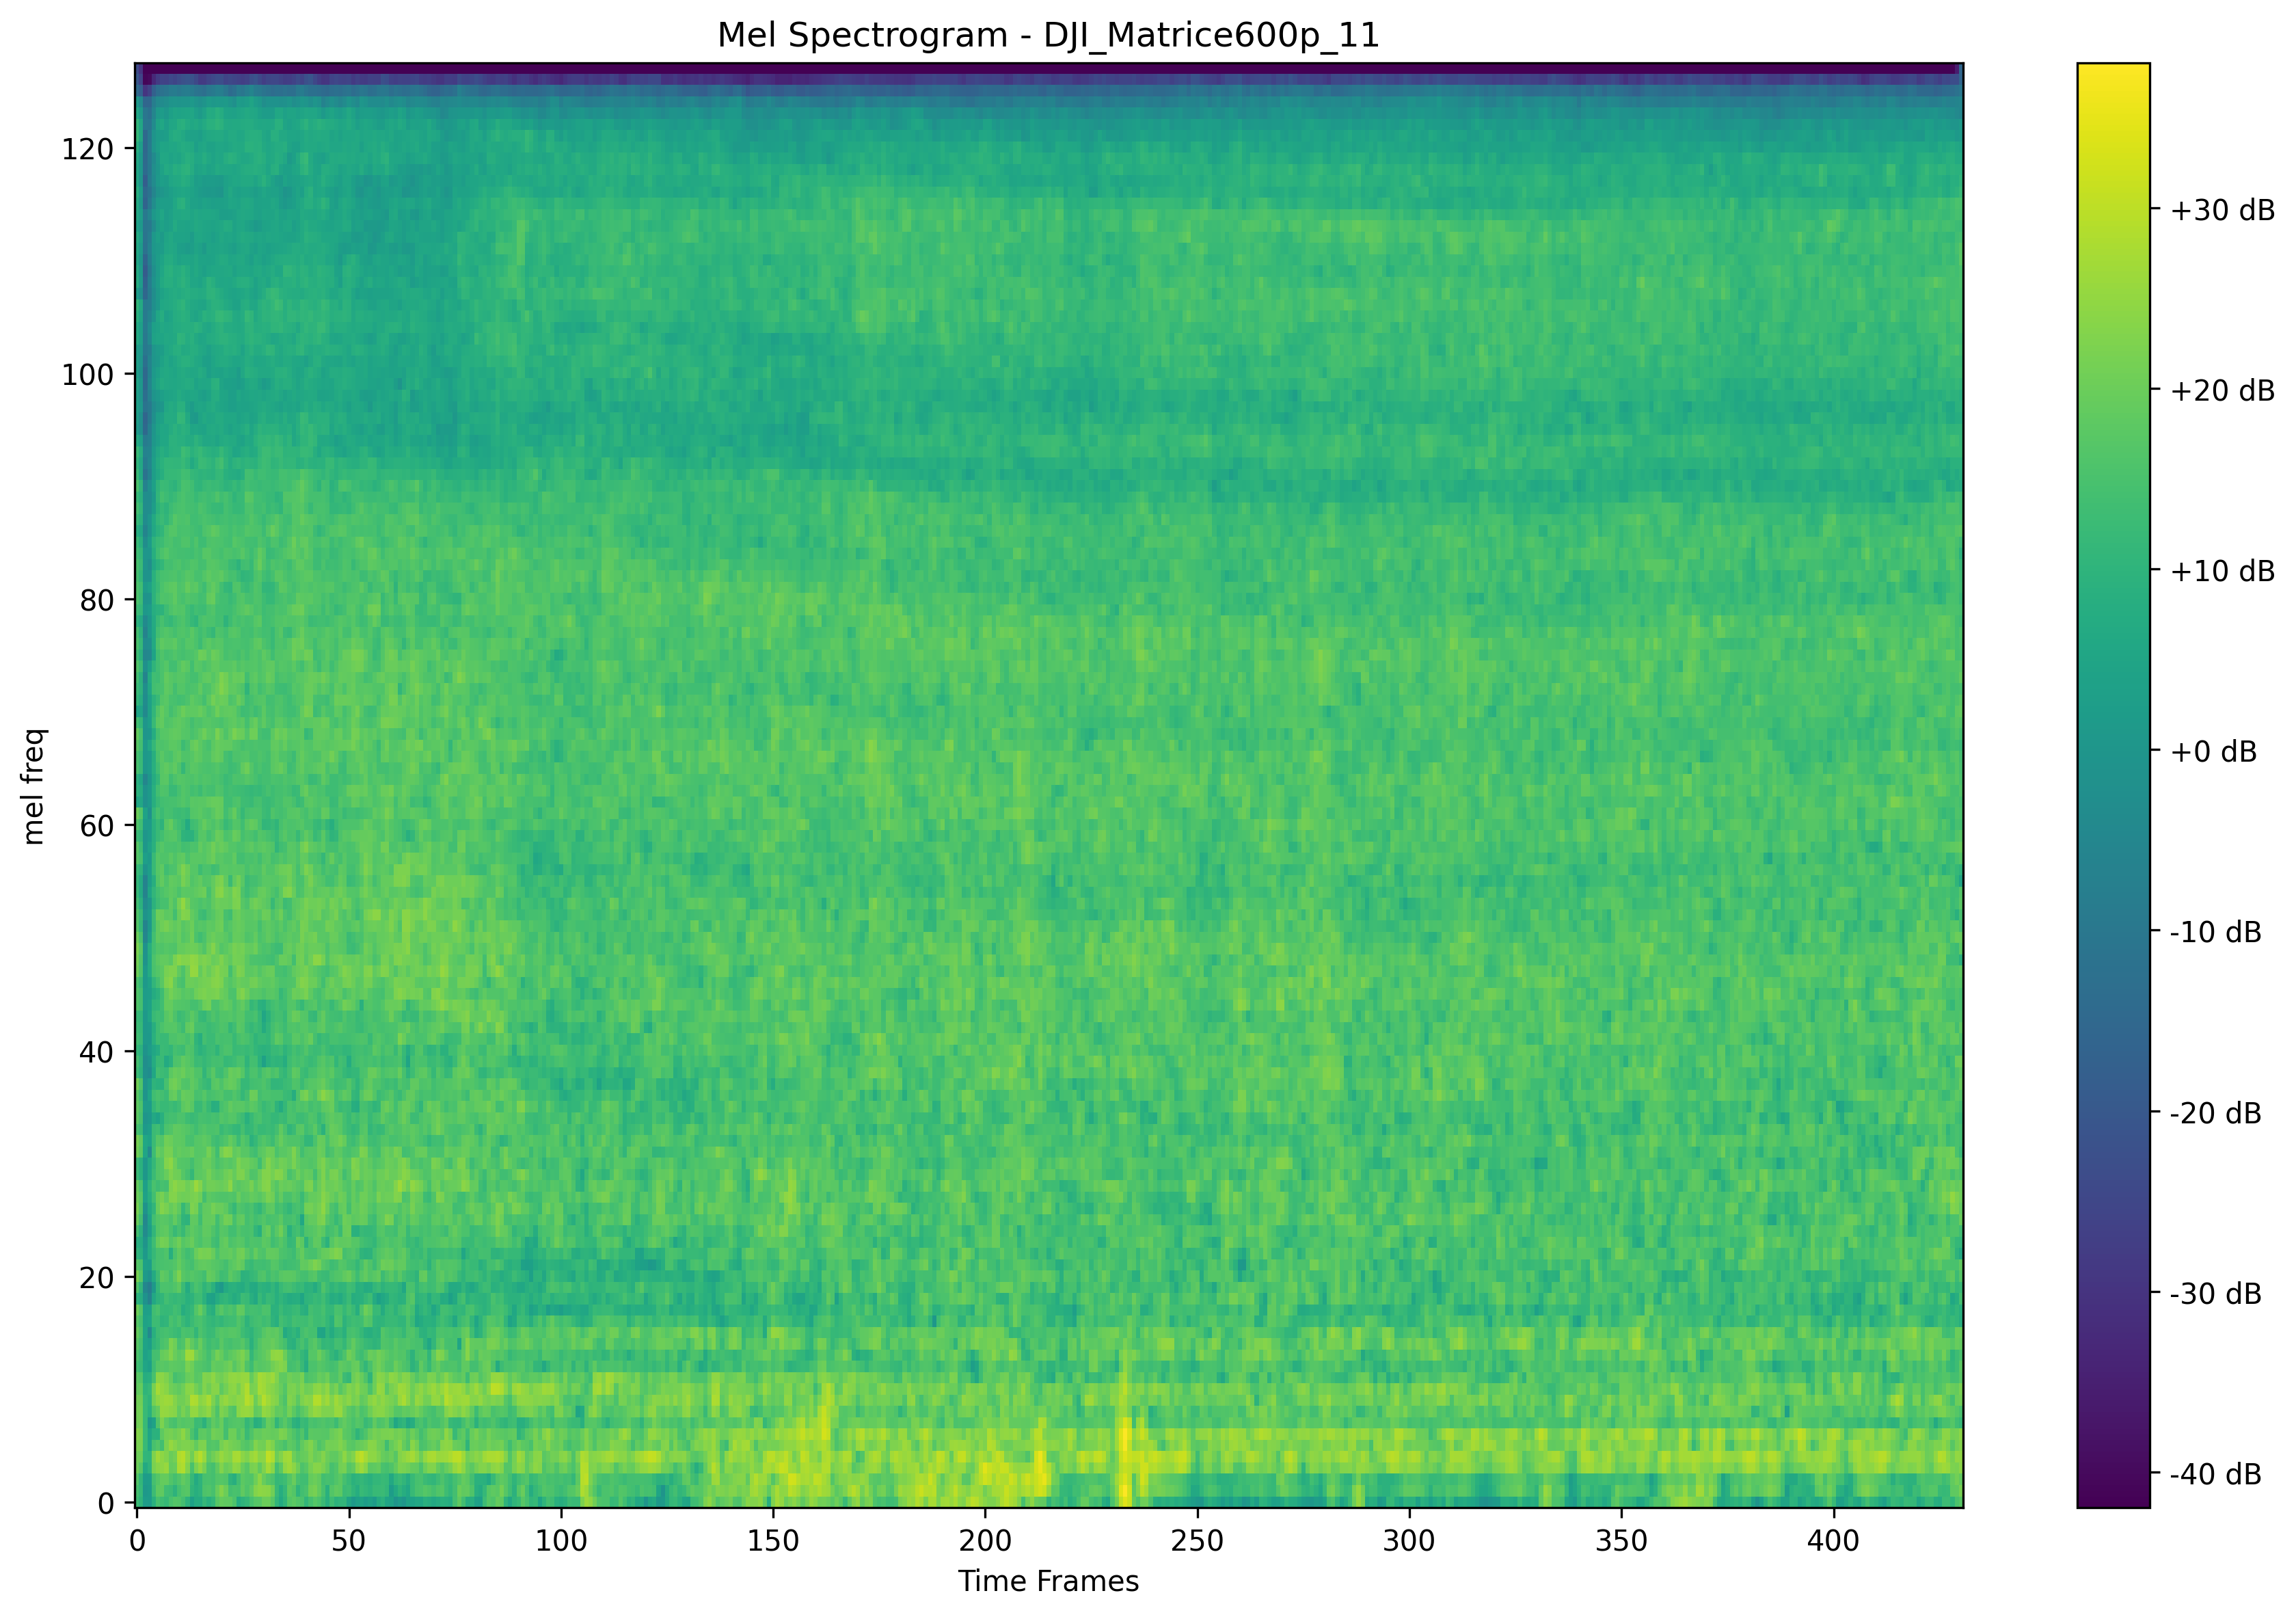 Mel Spectrogram - DJI_Matrice600p_11
mel freq
120
100
80
60
40
20
0
0 50 100 150 200 250 300 350 400
Time Frames
+30 dB
+20 dB
+10 dB
+0 dB
-10 dB
-20 dB
-30 dB
-40 dB